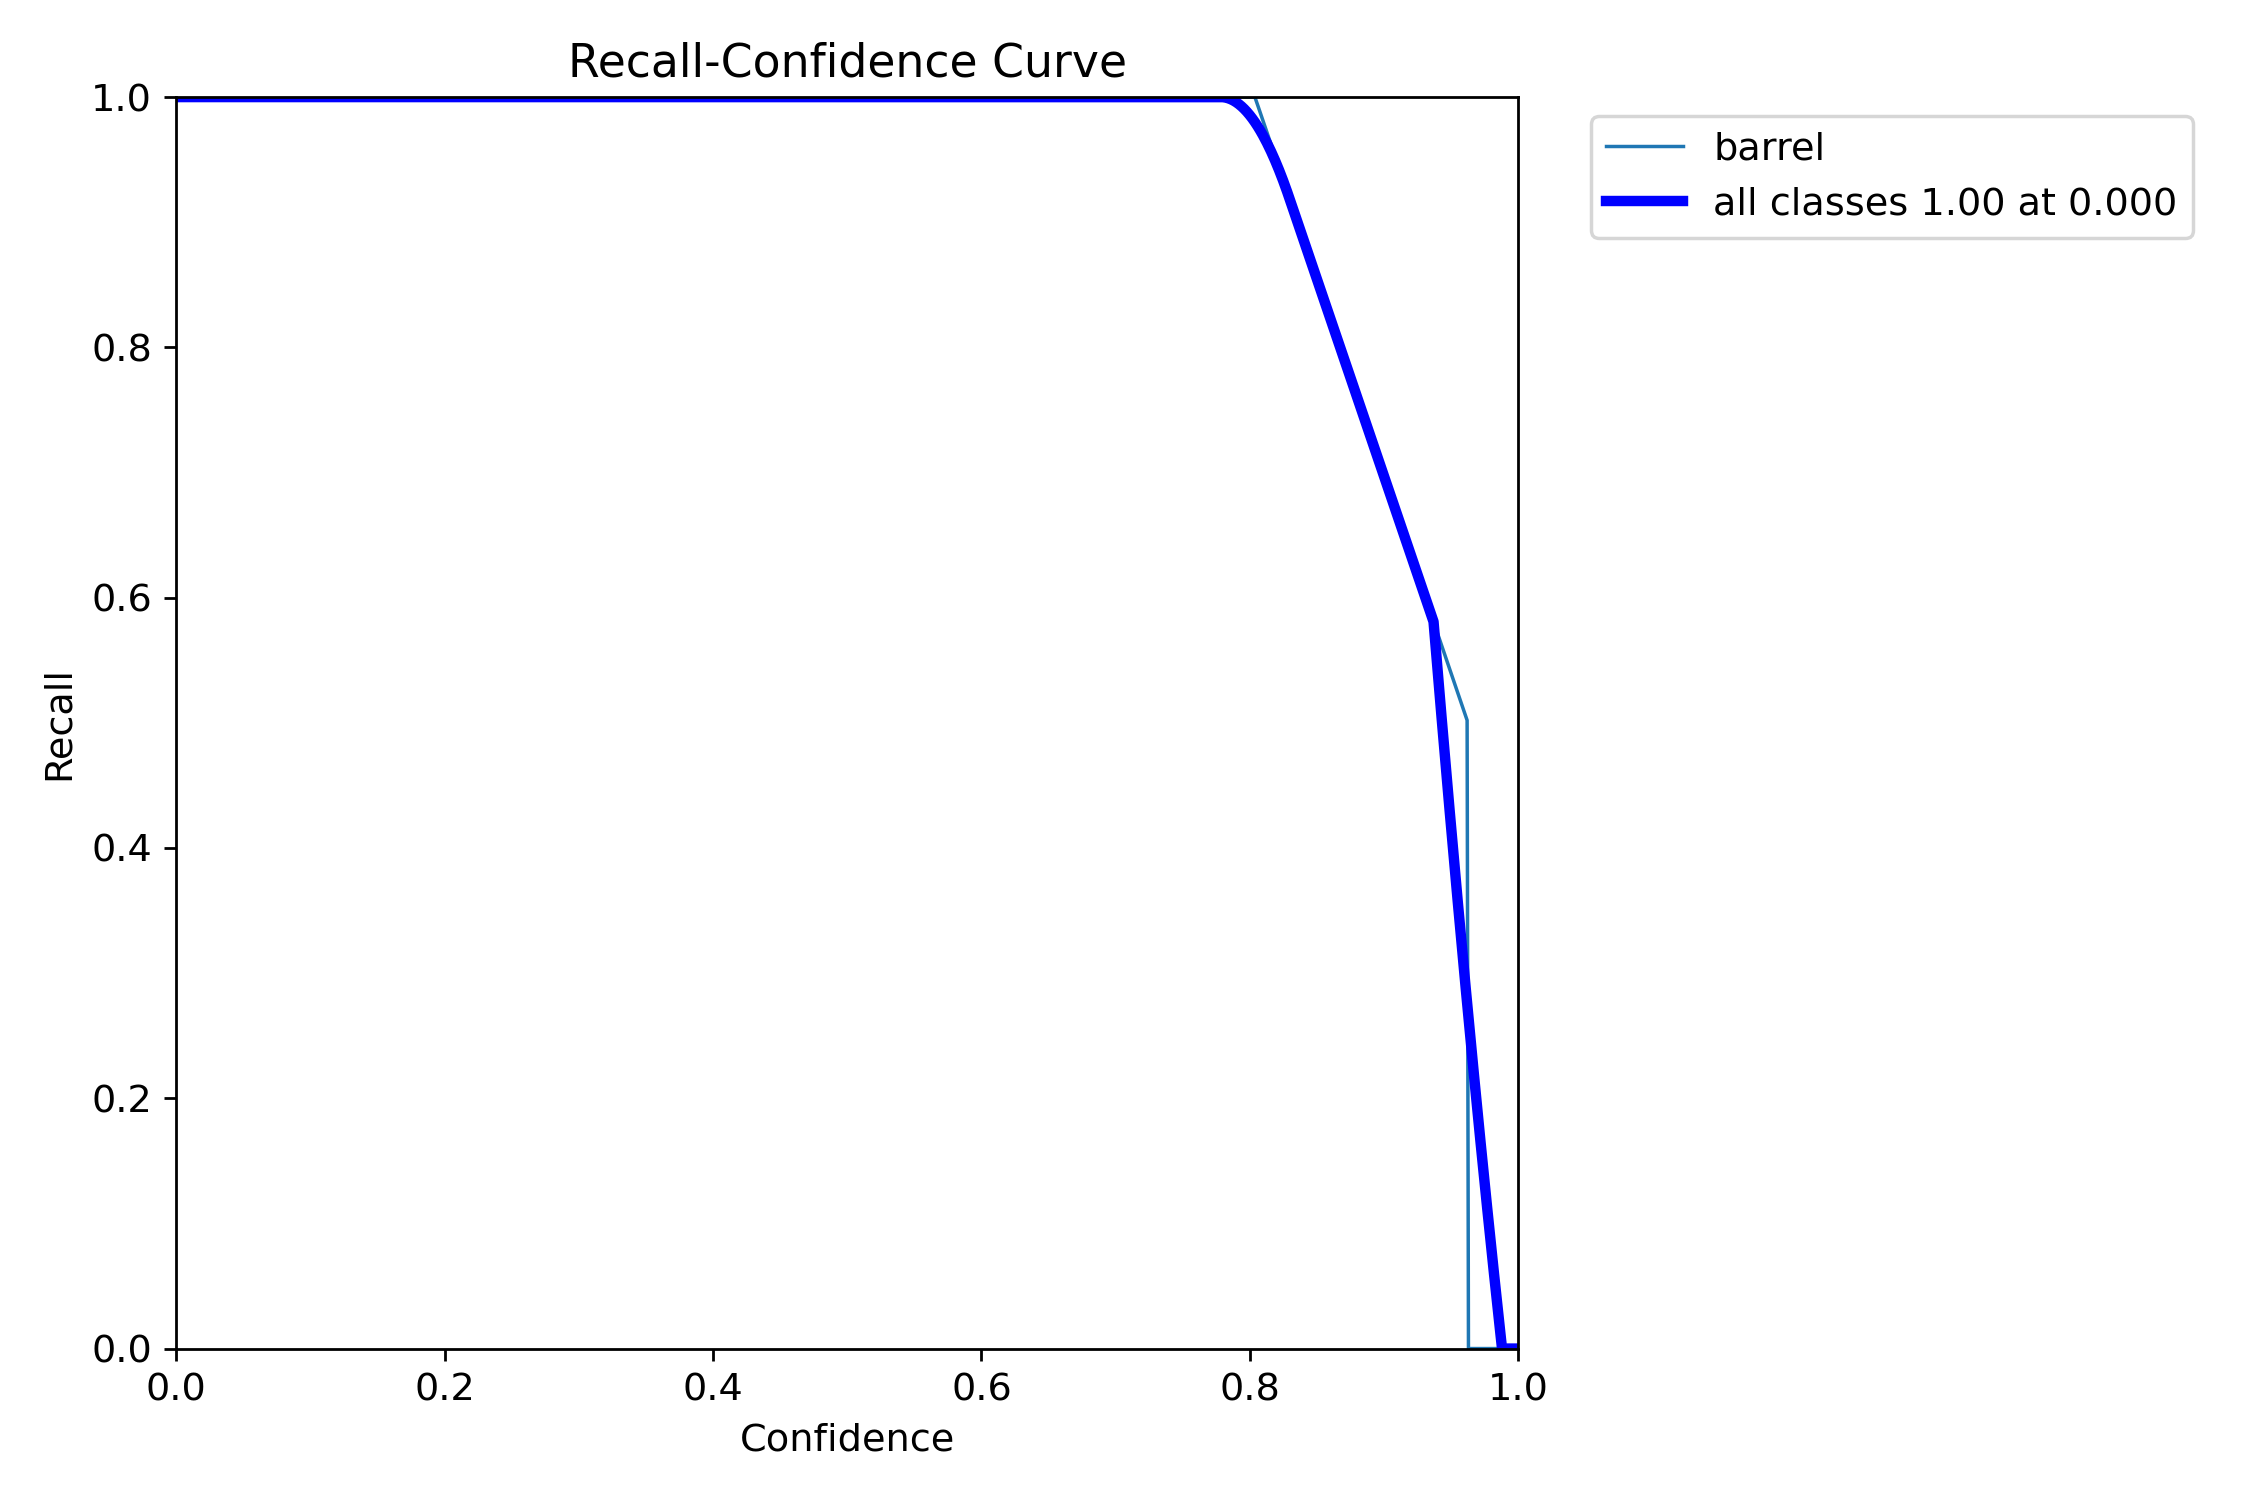 Recall-Confidence Curve
1.0
0.8
0.6
0.4
0.2
0.0
Recall
0.0 0.2 0.4 0.6 0.8 1.0
Confidence
barrel
all classes 1.00 at 0.000